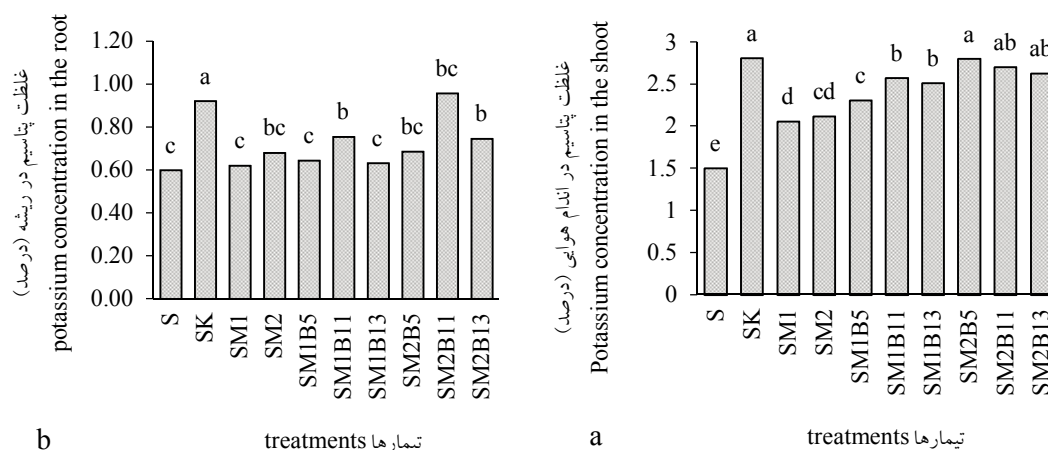 غلظت پتاسیم در ریشه (درصد)
potassium concentration in the root
1.20
1.00
0.80
0.60
0.40
0.20
0.00
c
a
c
bc
c
b
c
bc
bc
b
S
SK
SM1
SM2
SM1B5
SM1B11
SM1B13
SM2B5
SM2B11
SM2B13
treatments تیمارها
b
غلظت پتاسیم در اندام هوایی (درصد)
Potassium concentration in the shoot
3
2.5
2
1.5
1
0.5
0
e
a
d
cd
c
b
b
a
ab
ab
S
SK
SM1
SM2
SM1B5
SM1B11
SM1B13
SM2B5
SM2B11
SM2B13
treatments تیمارها
a